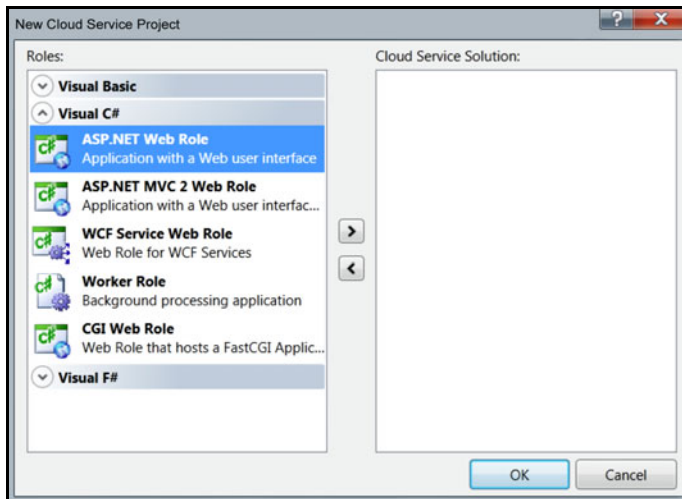 New Cloud Service Project
Roles:
Cloud Service Solution:
Visual Basic
Visual C#
ASP.NET Web Role
Application with a Web user interface
ASP.NET MVC 2 Web Role
Application with a Web user interfac...
WCF Service Web Role
Web Role for WCF Services
Worker Role
Background processing application
CGI Web Role
Web Role that hosts a FastCGI Applic...
Visual F#
OK
Cancel